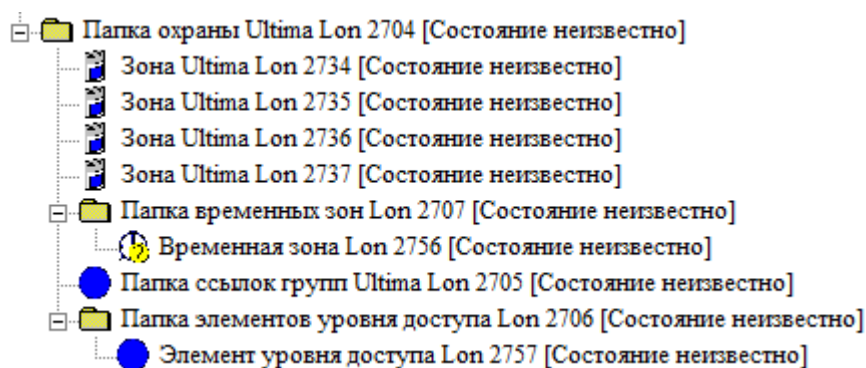 Папка охраны Ultima Lon 2704 [Состояние неизвестно]
Зона Ultima Lon 2734 [Состояние неизвестно]
Зона Ultima Lon 2735 [Состояние неизвестно]
Зона Ultima Lon 2736 [Состояние неизвестно]
Зона Ultima Lon 2737 [Состояние неизвестно]
Папка временных зон Lon 2707 [Состояние неизвестно]
Временная зона Lon 2756 [Состояние неизвестно]
Папка ссылок групп Ultima Lon 2705 [Состояние неизвестно]
Папка элементов уровня доступа Lon 2706 [Состояние неизвестно]
Элемент уровня доступа Lon 2757 [Состояние неизвестно]